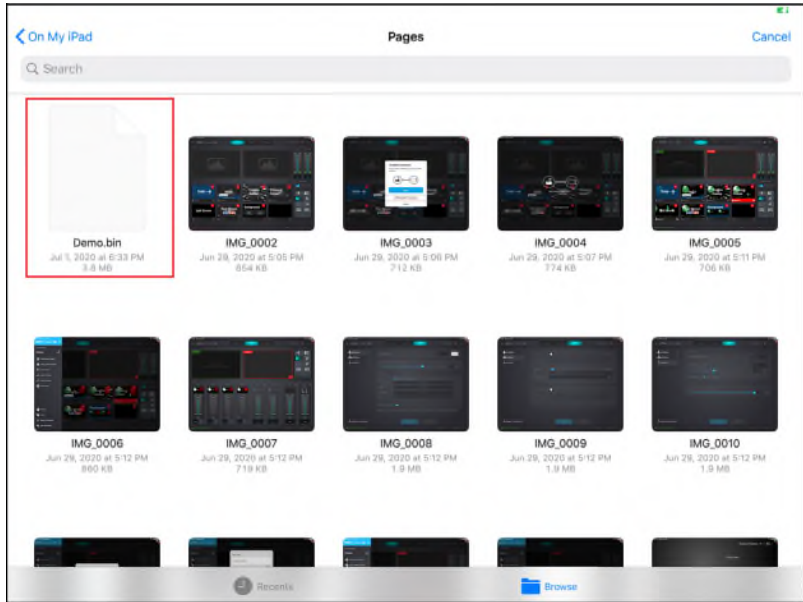 On My iPad
Pages
Cancel
Search
Demo.bin
Jul 1, 2020 at 6:33 PM
3.8 MB
IMG_0002
Jun 29, 2020 at 5:05 PM
854 KB
IMG_0003
Jun 29, 2020 at 5:06 PM
712 KB
IMG_0004
Jun 29, 2020 at 5:07 PM
774 KB
IMG_0005
Jun 29, 2020 at 5:11 PM
706 KB
IMG_0006
Jun 29, 2020 at 5:12 PM
860 KB
IMG_0007
Jun 29, 2020 at 5:12 PM
719 KB
IMG_0008
Jun 29, 2020 at 5:12 PM
1.9 MB
IMG_0009
Jun 29, 2020 at 5:12 PM
1.9 MB
IMG_0010
Jun 29, 2020 at 5:12 PM
1.9 MB
Recents
Browse